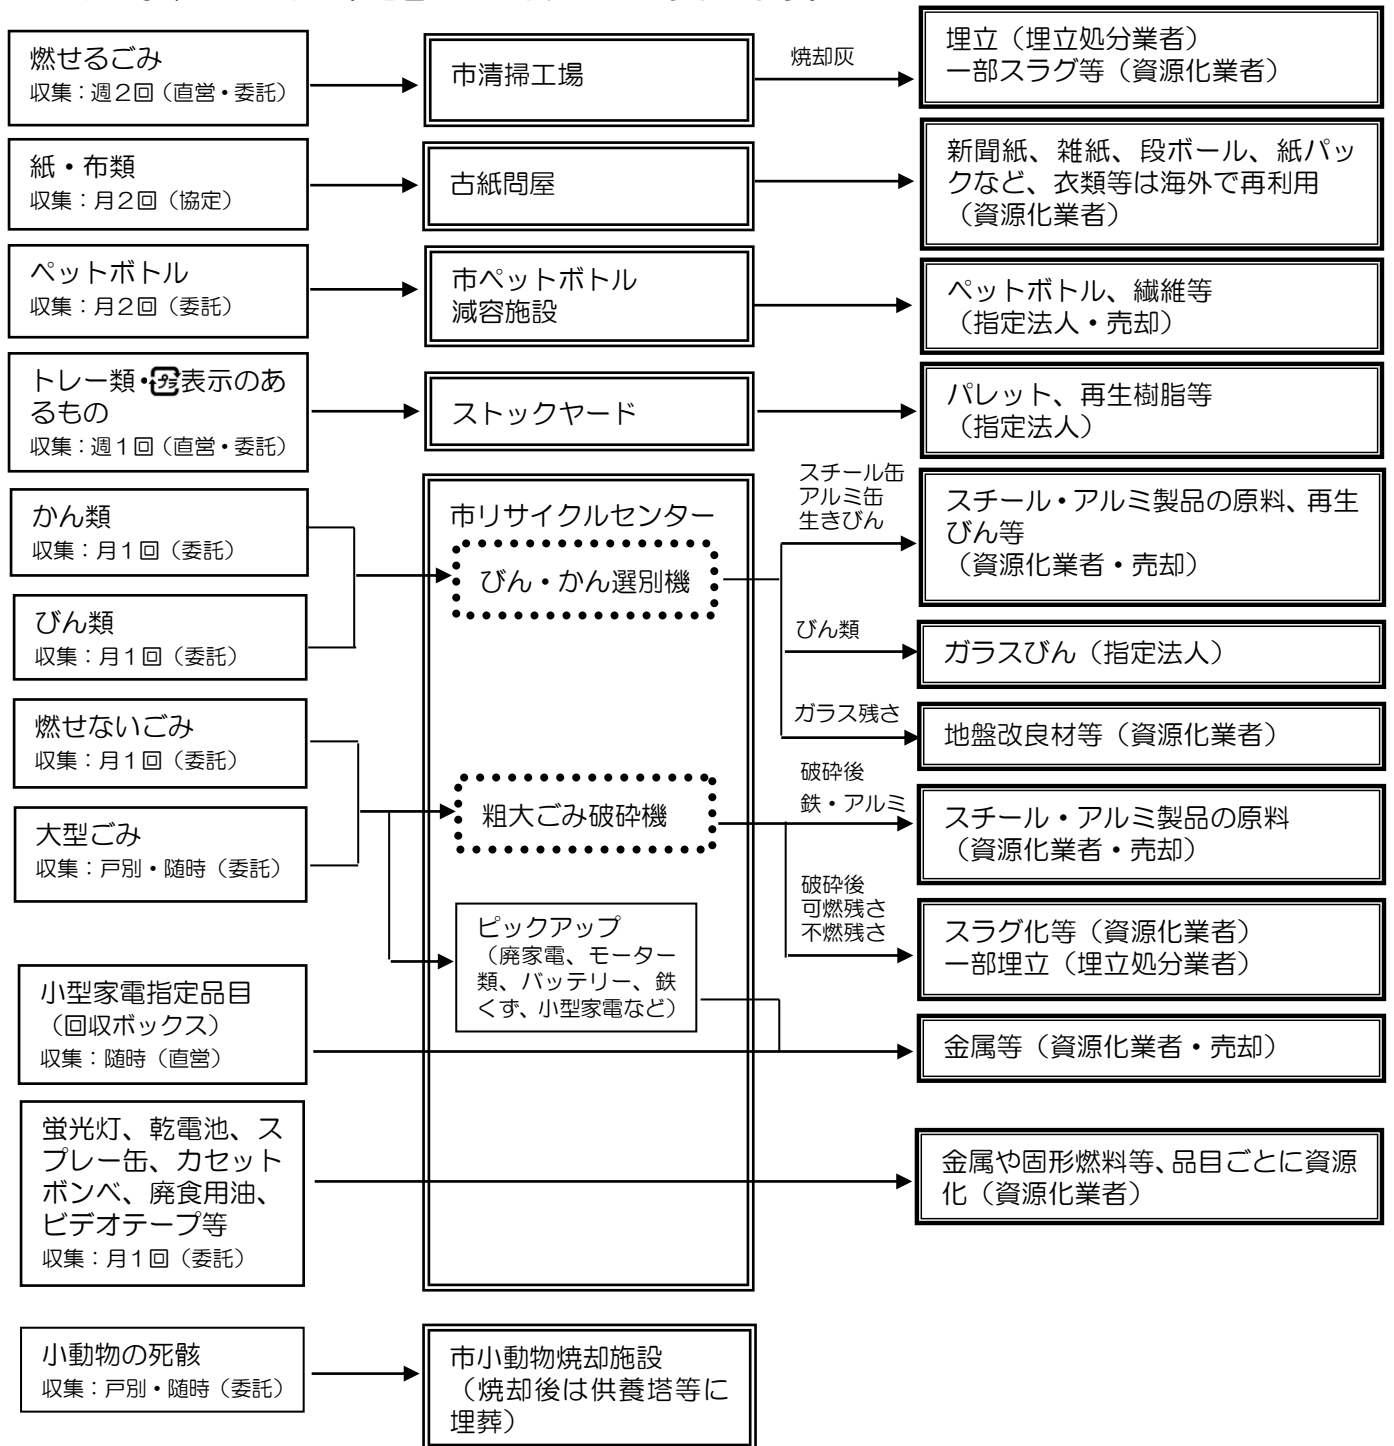 燃せるごみ
収集：週２回（直営・委託）
市清掃工場
焼却灰
埋立（埋立処分業者）
一部スラグ等（資源化業者）
紙・布類
収集：月２回（協定）
古紙問屋
新聞紙、雑紙、段ボール、紙パッ
クなど、衣類等は海外で再利用
（資源化業者）
ペットボトル
収集：月２回（委託）
市ペットボトル
減容施設
ペットボトル、繊維等
（指定法人・売却）
トレー類・プラ表示のあ
るもの
収集：週１回（直営・委託）
ストックヤード
パレット、再生樹脂等
（指定法人）
かん類
収集：月１回（委託）
びん類
収集：月１回（委託）
市リサイクルセンター
びん・かん選別機
スチール缶
アルミ缶
生きびん
スチール・アルミ製品の原料、再生
びん等
（資源化業者・売却）
びん類
ガラスびん（指定法人）
ガラス残さ
地盤改良材等（資源化業者）
燃せないごみ
収集：月１回（委託）
大型ごみ
収集：戸別・随時（委託）
粗大ごみ破砕機
破砕後
鉄・アルミ
スチール・アルミ製品の原料
（資源化業者・売却）
破砕後
可燃残さ
不燃残さ
スラグ化等（資源化業者）
一部埋立（埋立処分業者）
ピックアップ
（廃家電、モーター
類、バッテリー、鉄
くず、小型家電など）
小型家電指定品目
（回収ボックス）
収集：随時（直営）
金属等（資源化業者・売却）
蛍光灯、乾電池、ス
プレー缶、カセット
ボンベ、廃食用油、
ビデオテープ等
収集：月１回（委託）
金属や固形燃料等、品目ごとに資源
化（資源化業者）
小動物の死骸
収集：戸別・随時（委託）
市小動物焼却施設
（焼却後は供養塔等に
埋葬）